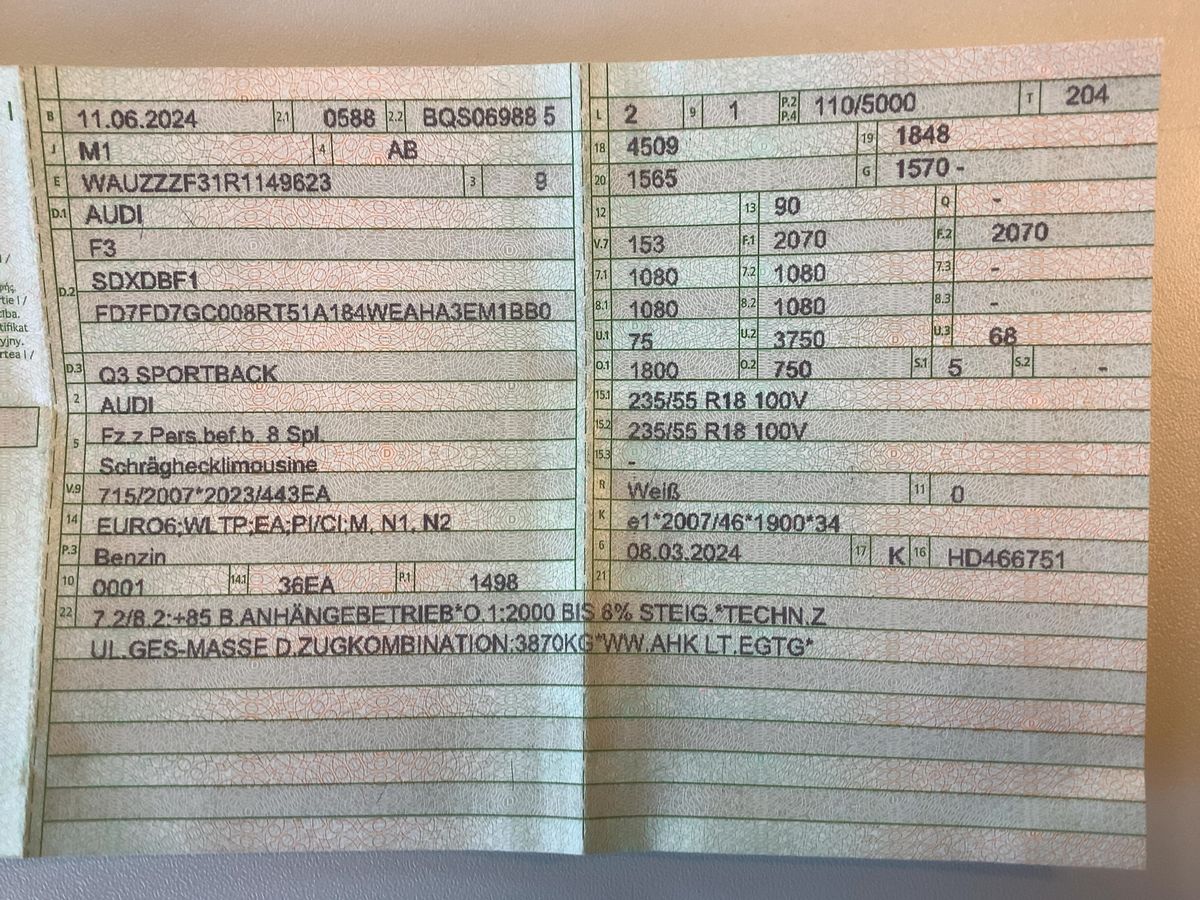 B 11.06.2024 2.1 0588 2.2 BQS06988 5
J M1 4 AB
E WAUZZZF31R1149623 3 9
D.1 AUDI
F3
D.2 SDXDBF1
FD7FD7GC008RT51A184WEAHA3EM1BB0
D.3 Q3 SPORTBACK
2 AUDI
5 Fz.z.Pers.bef.b. 8 Spl.
Schräghecklimousine
V.9 715/2007*2023/443EA
14 EURO6;WLTP;EA;PI/CI;M, N1, N2
P.3 Benzin
10 0001 14.1 36EA P.1 1498
L 2 9 1 P.2 P.4 110/5000 T 204
18 4509 19 1848
20 1565 G 1570 -
12 13 90 Q -
V.7 153 F.1 2070 F.2 2070
7.1 1080 7.2 1080 7.3 -
8.1 1080 8.2 1080 8.3 -
U.1 75 U.2 3750 U.3 68
O.1 1800 O.2 750 S.1 5 S.2 -
15.1 235/55 R18 100V
15.2 235/55 R18 100V
15.3 -
R Weiß 11 0
K e1*2007/46*1900*34
6 08.03.2024 17 K 16 HD466751
21
22 7.2/8.2:+85 B.ANHÄNGEBETRIEB*O.1:2000 BIS 8% STEIG.*TECHN.Z
UL.GES-MASSE D.ZUGKOMBINATION:3870KG*WW.AHK LT.EGTG*
tie I /
tifikat